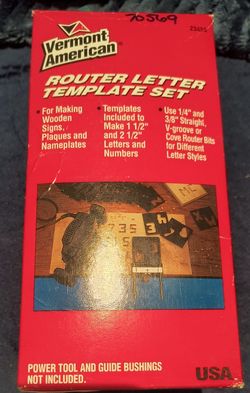 70569
Vermont
American
ROUTER LETTER
TEMPLATE SET
• For Making
Wooden
Signs,
Plaques and
Nameplates
• Templates
Included to
Make 1 1/2"
and 2 1/2"
Letters and
Numbers
• Use 1/4" and
3/8" Straight,
V-groove or
Cove Router Bits
for Different
Letter Styles
POWER TOOL AND GUIDE BUSHINGS
NOT INCLUDED.
USA